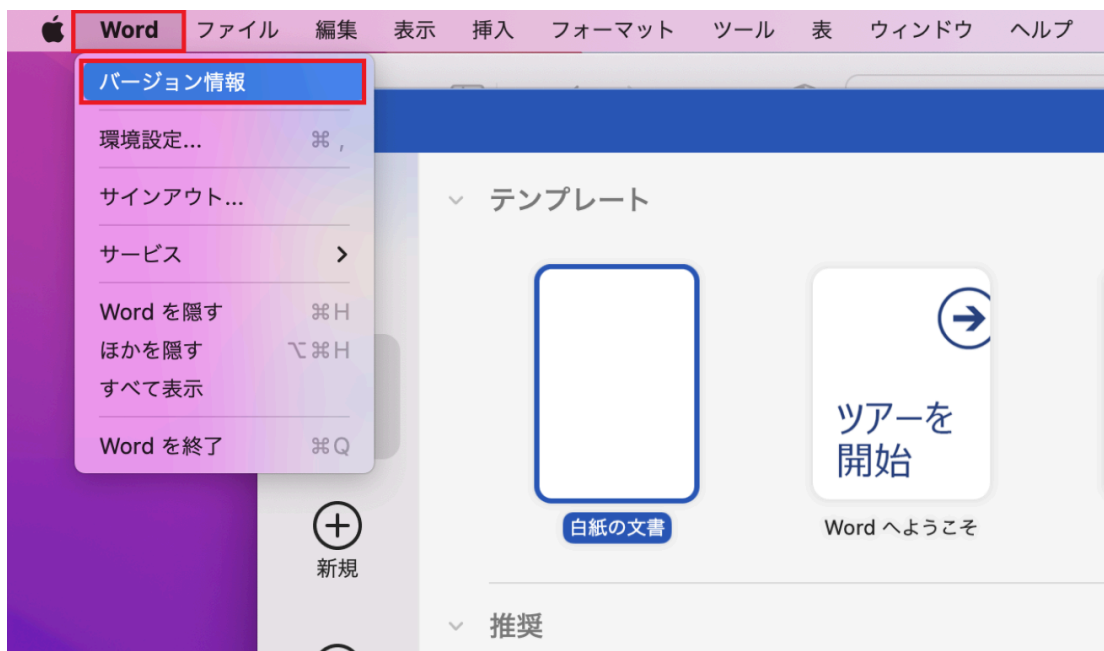 Word ファイル 編集 表示 挿入 フォーマット ツール 表 ウィンドウ ヘルプ
バージョン情報
環境設定... ⌘ ,
サインアウト...
サービス
Word を隠す ⌘H
ほかを隠す ⌥⌘H
すべて表示
Word を終了 ⌘Q
新規
テンプレート
ツアーを
開始
白紙の文書
Word へようこそ
推奨